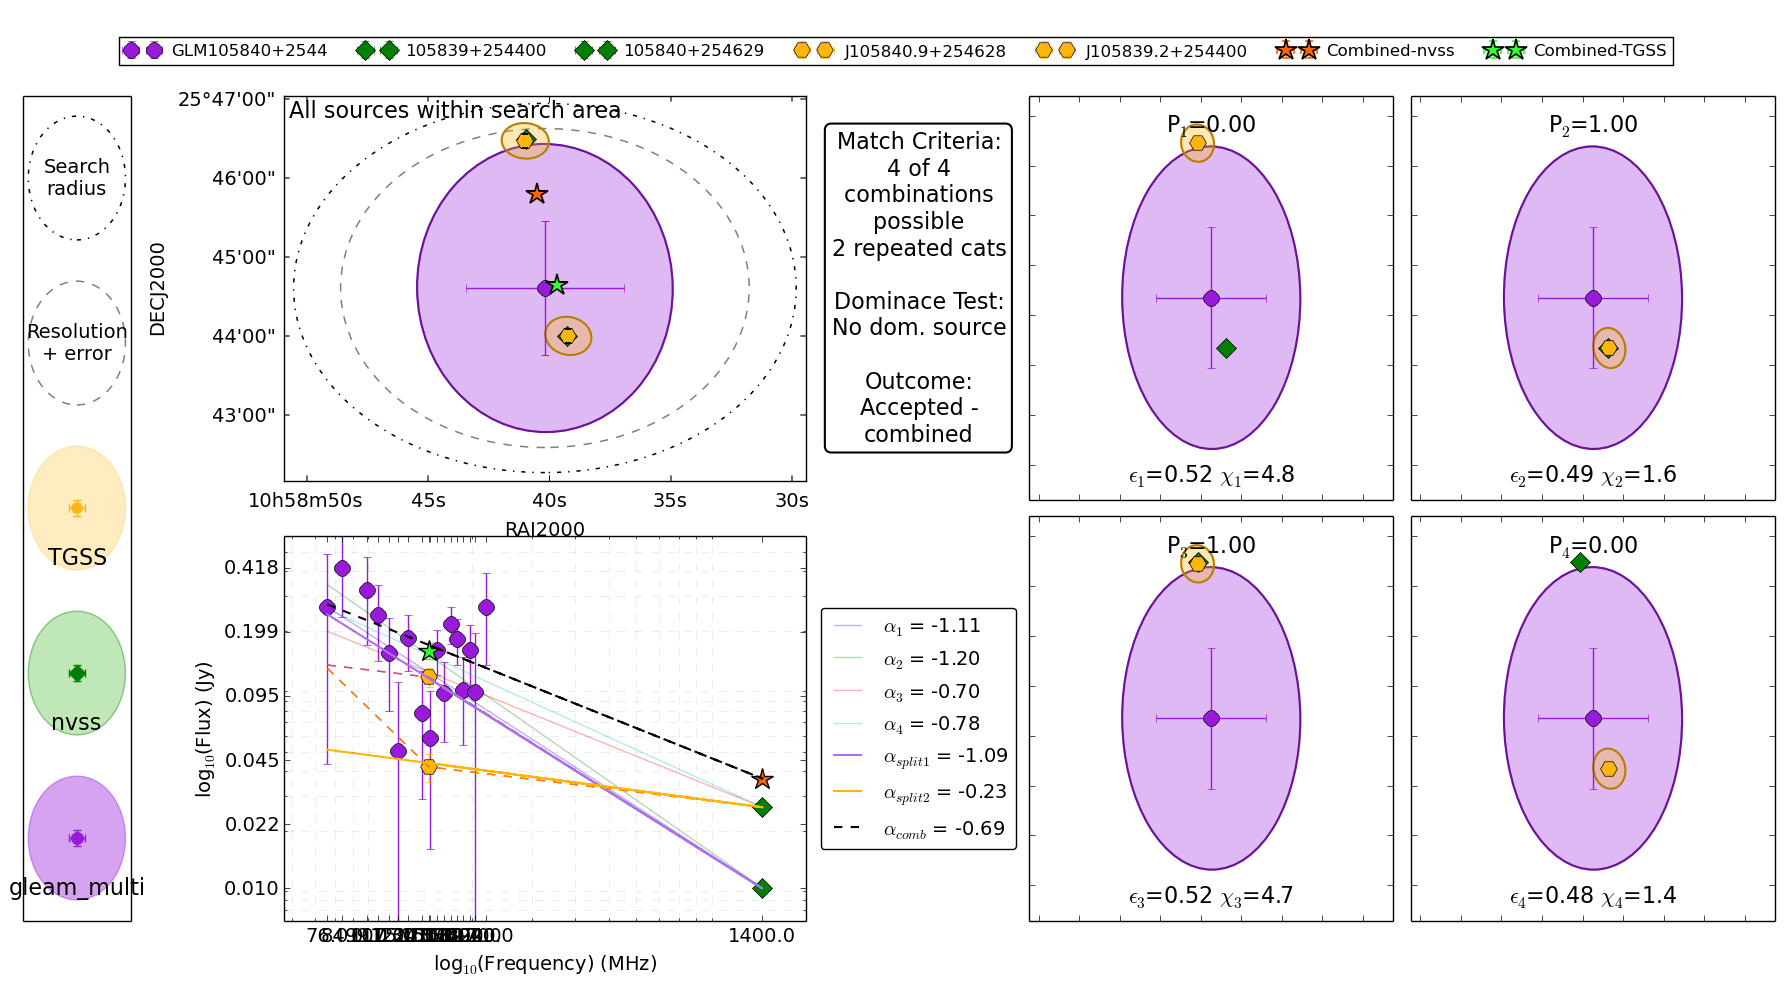 GLM105840+2544 105839+254400 105840+254629 J105840.9+254628 J105839.2+254400 Combined-nvss Combined-TGSS
Search
radius
Resolution
+ error
TGSS
nvss
gleam_multi
All sources within search area
25°47'00"
46'00"
45'00"
44'00"
43'00"
DECJ2000
10h58m50s 45s 40s 35s 30s
RAJ2000
Match Criteria:
4 of 4
combinations
possible
2 repeated cats
Dominace Test:
No dom. source
Outcome:
Accepted -
combined
P1=0.00
ϵ1=0.52 χ1=4.8
P2=1.00
ϵ2=0.49 χ2=1.6
P3=1.00
ϵ3=0.52 χ3=4.7
P4=0.00
ϵ4=0.48 χ4=1.4
0.418
0.199
0.095
0.045
0.022
0.010
log10(Flux) (Jy)
1400.0
log10(Frequency) (MHz)
α1 = -1.11
α2 = -1.20
α3 = -0.70
α4 = -0.78
αsplit1 = -1.09
αsplit2 = -0.23
αcomb = -0.69